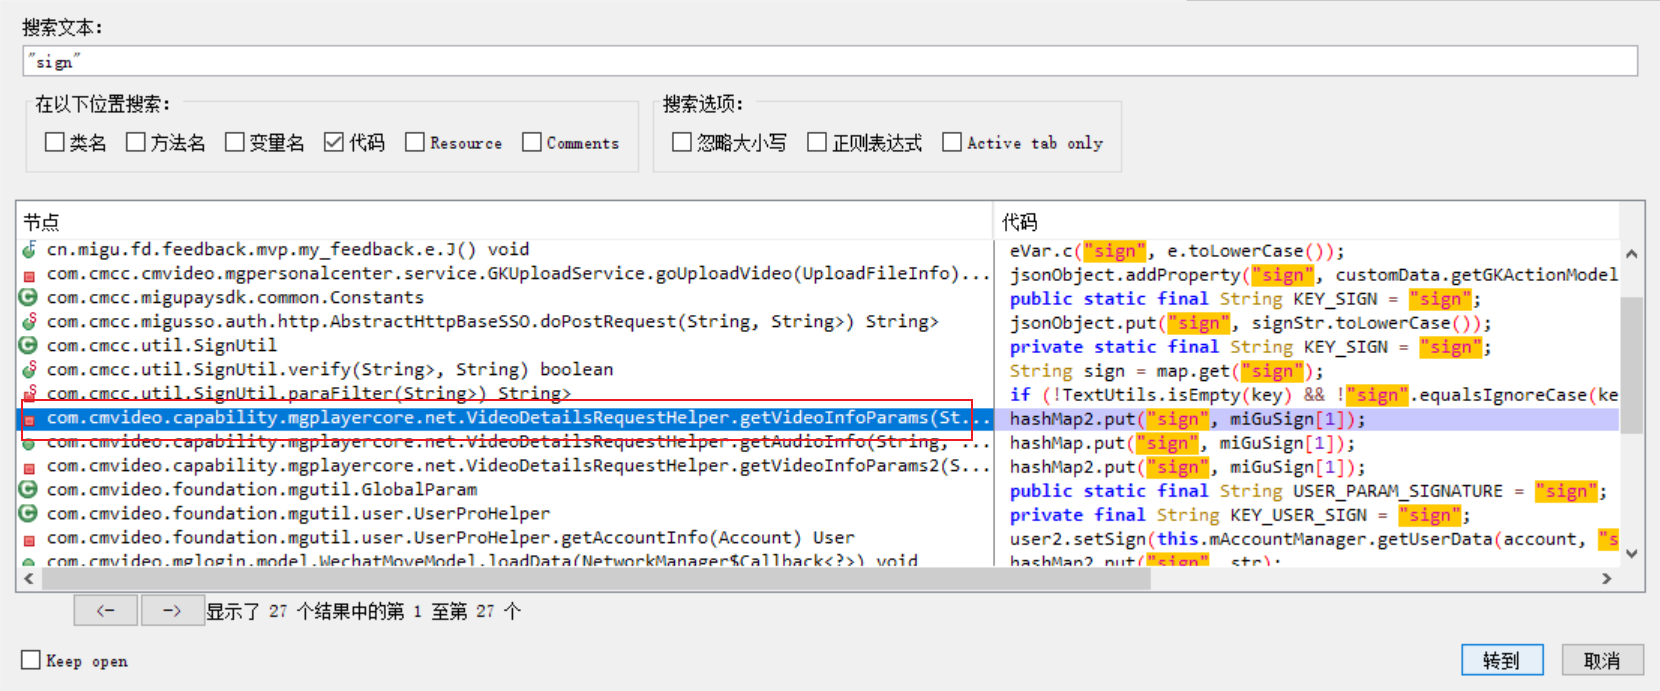 搜索文本：
"sign"
在以下位置搜索： 搜索选项：
类名 方法名 变量名 代码 Resource Comments 忽略大小写 正则表达式 Active tab only
节点 代码
cn.migu.fd.feedback.mvp.my_feedback.e.J() void eVar.c("sign", e.toLowerCase());
com.cmcc.cmvideo.mgpersonalcenter.service.GKUploadService.goUploadVideo(UploadFileInfo)... jsonObject.addProperty("sign", customData.getGKActionModel
com.cmcc.migupaysdk.common.Constants public static final String KEY_SIGN = "sign";
com.cmcc.migusso.auth.http.AbstractHttpBaseSSO.doPostRequest(String, String>) String> jsonObject.put("sign", signStr.toLowerCase());
com.cmcc.util.SignUtil private static final String KEY_SIGN = "sign";
com.cmcc.util.SignUtil.verify(String>, String) boolean String sign = map.get("sign");
com.cmcc.util.SignUtil.paraFilter(String>) String> if (!TextUtils.isEmpty(key) && !"sign".equalsIgnoreCase(ke
com.cmvideo.capability.mgplayercore.net.VideoDetailsRequestHelper.getVideoInfoParams(St... hashMap2.put("sign", miGuSign[1]);
com.cmvideo.capability.mgplayercore.net.VideoDetailsRequestHelper.getAudioInfo(String, ... hashMap.put("sign", miGuSign[1]);
com.cmvideo.capability.mgplayercore.net.VideoDetailsRequestHelper.getVideoInfoParams2(S... hashMap2.put("sign", miGuSign[1]);
com.cmvideo.foundation.mgutil.GlobalParam public static final String USER_PARAM_SIGNATURE = "sign";
com.cmvideo.foundation.mgutil.user.UserProHelper private final String KEY_USER_SIGN = "sign";
com.cmvideo.foundation.mgutil.user.UserProHelper.getAccountInfo(Account) User user2.setSign(this.mAccountManager.getUserData(account, "s
com.cmvideo.mglogin.model.WechatMoveModel.loadData(NetworkManager$Callback<?>) void hashMap2.put("sign", str);
<- -> 显示了 27 个结果中的第 1 至第 27 个
Keep open 转到 取消